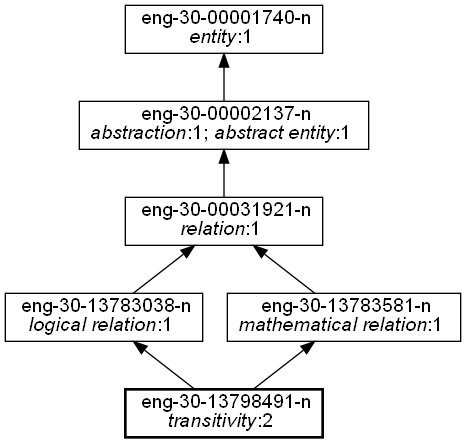 eng-30-00001740-n
entity:1
eng-30-00002137-n
abstraction:1; abstract entity:1
eng-30-00031921-n
relation:1
eng-30-13783038-n
logical relation:1
eng-30-13783581-n
mathematical relation:1
eng-30-13798491-n
transitivity:2